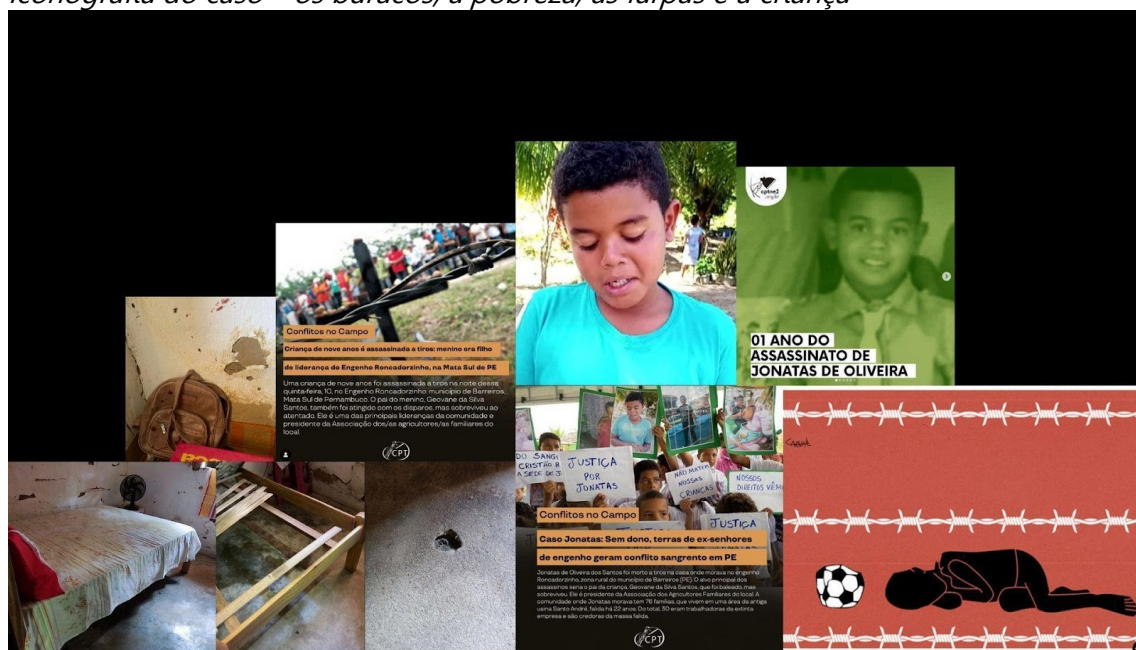 Iconografia do caso – os buracos, a pobreza, as farpas e a criança
Conflitos no Campo
Criança de nove anos é assassinada a tiros: menino era filho
de liderança do Engenho Roncadorzinho, na Mata Sul de PE
Uma criança de nove anos foi assassinada a tiros na noite dessa
quinta-feira, 10, no Engenho Roncadorzinho, município de Barreiros,
Mata Sul de Pernambuco. O pai do menino, Geovane da Silva
Santos, também foi atingido com os disparos, mas sobreviveu ao
atentado. Ele é uma das principais lideranças da comunidade e
presidente da Associação dos/as agricultores/as familiares do
local.
CPT
cptne2
01 ANO DO
ASSASSINATO DE
JONATAS DE OLIVEIRA
DO SANGU
CRISTÃO R
A SEDE DE J
JUSTIÇA
POR
JONATAS
NÃO MATEM
NOSSAS
CRIANÇAS
NOSSOS
DIREITOS VÊM
JUSTIÇA
Conflitos no Campo
Caso Jonatas: Sem dono, terras de ex-senhores
de engenho geram conflito sangrento em PE
Jonatas de Oliveira dos Santos foi morto a tiros na casa onde morava no engenho
Roncadorzinho, zona rural do município de Barreiros (PE). O alvo principal dos
assassinos seria o pai da criança, Geovane da Silva Santos, que foi baleado, mas
sobreviveu. Ele é presidente da Associação dos Agricultores Familiares do local. A
comunidade onde Jonatas morava tem 76 famílias, que vivem em uma área da antiga
usina Santo André, falida há 22 anos. Do total, 30 eram trabalhadoras da extinta
empresa e são credoras da massa falida.
CPT